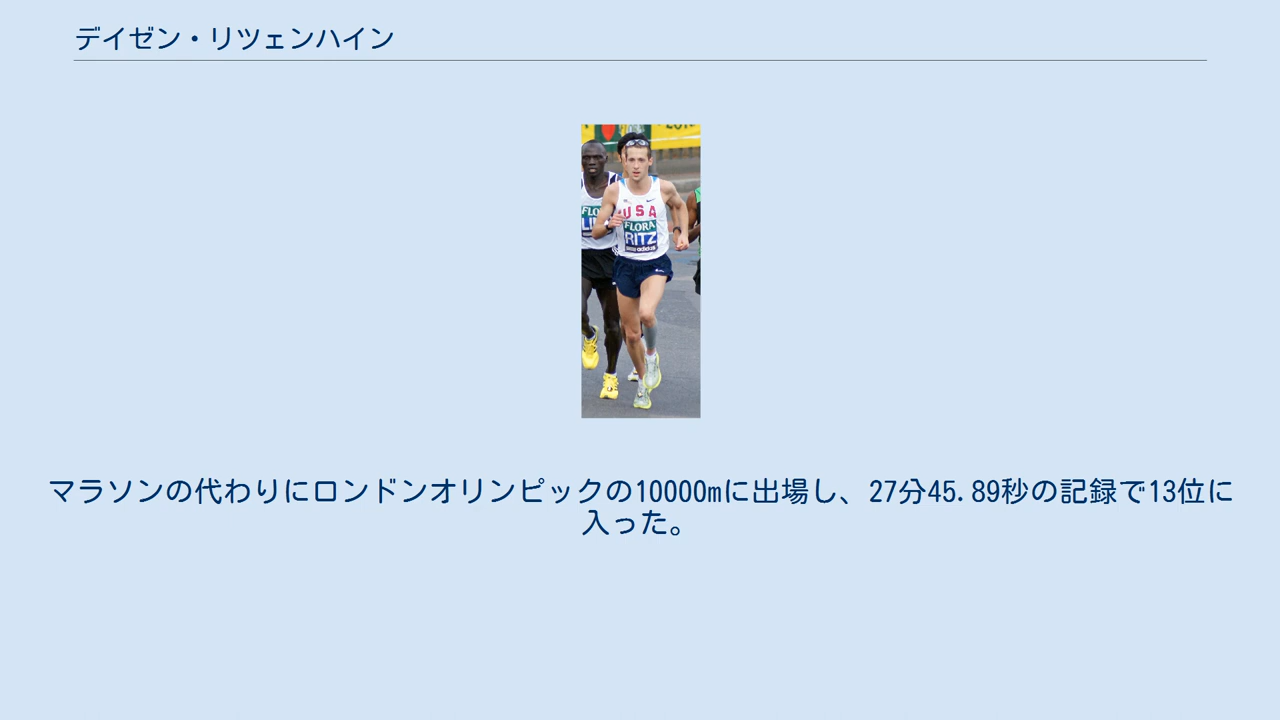 デイゼン・リツェンハイン
USA
FLORA
RITZ
adidas
FLO
マラソンの代わりにロンドンオリンピックの10000mに出場し、27分45.89秒の記録で13位に
入った。